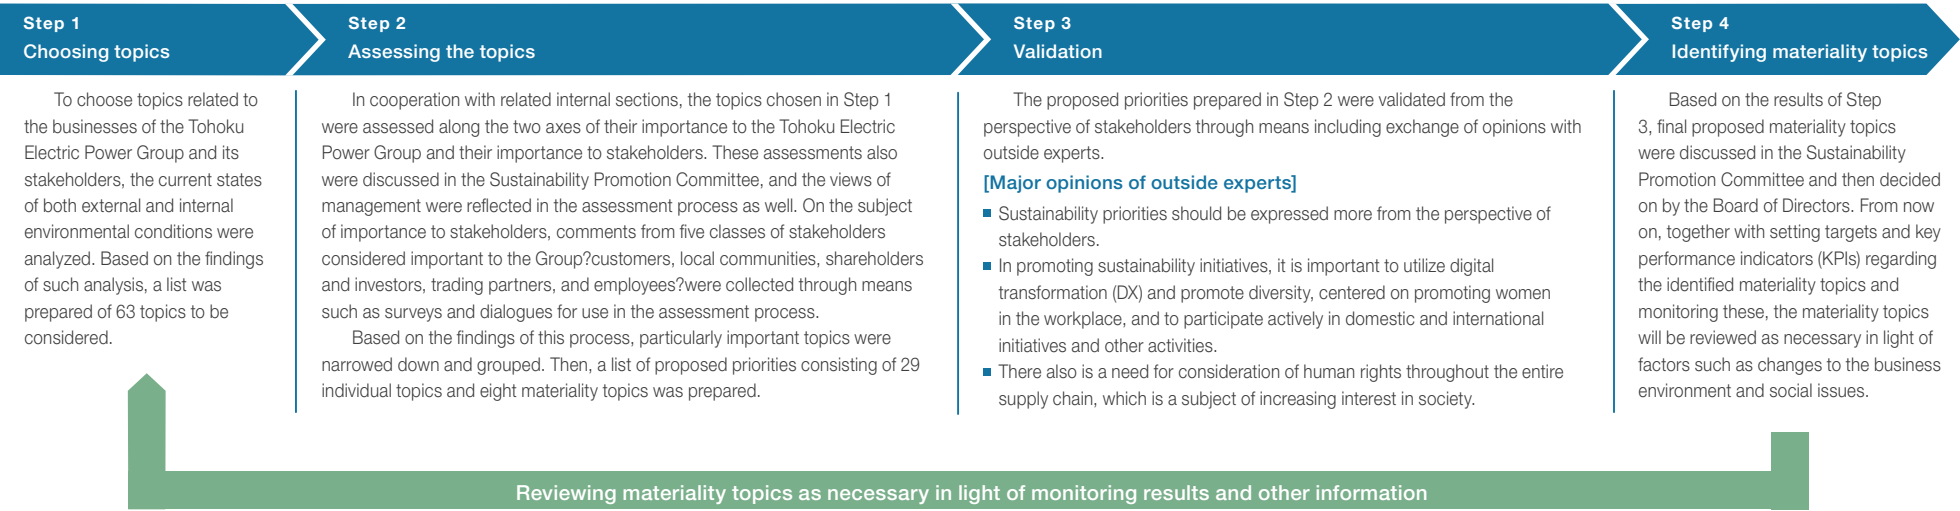 Step 1
Choosing topics
To choose topics related to
the businesses of the Tohoku
Electric Power Group and its
stakeholders, the current states
of both external and internal
environmental conditions were
analyzed. Based on the findings
of such analysis, a list was
prepared of 63 topics to be
considered.
Step 2
Assessing the topics
In cooperation with related internal sections, the topics chosen in Step 1
were assessed along the two axes of their importance to the Tohoku Electric
Power Group and their importance to stakeholders. These assessments also
were discussed in the Sustainability Promotion Committee, and the views of
management were reflected in the assessment process as well. On the subject
of importance to stakeholders, comments from five classes of stakeholders
considered important to the Group?customers, local communities, shareholders
and investors, trading partners, and employees?were collected through means
such as surveys and dialogues for use in the assessment process.
Based on the findings of this process, particularly important topics were
narrowed down and grouped. Then, a list of proposed priorities consisting of 29
individual topics and eight materiality topics was prepared.
Step 3
Validation
The proposed priorities prepared in Step 2 were validated from the
perspective of stakeholders through means including exchange of opinions with
outside experts.
[Major opinions of outside experts]
■ Sustainability priorities should be expressed more from the perspective of
stakeholders.
■ In promoting sustainability initiatives, it is important to utilize digital
transformation (DX) and promote diversity, centered on promoting women
in the workplace, and to participate actively in domestic and international
initiatives and other activities.
■ There also is a need for consideration of human rights throughout the entire
supply chain, which is a subject of increasing interest in society.
Step 4
Identifying materiality topics
Based on the results of Step
3, final proposed materiality topics
were discussed in the Sustainability
Promotion Committee and then decided
on by the Board of Directors. From now
on, together with setting targets and key
performance indicators (KPIs) regarding
the identified materiality topics and
monitoring these, the materiality topics
will be reviewed as necessary in light of
factors such as changes to the business
environment and social issues.
Reviewing materiality topics as necessary in light of monitoring results and other information